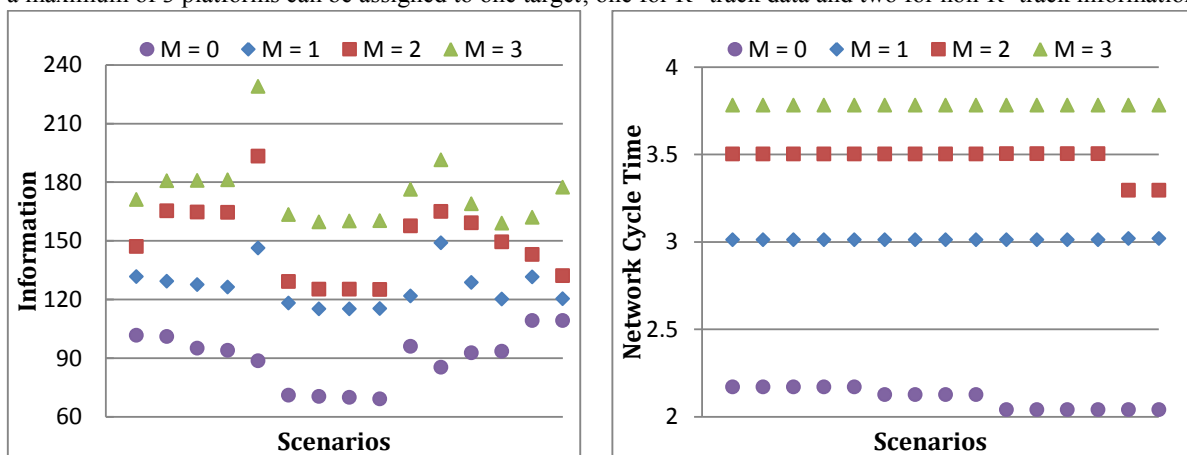 a maximum of 3 platforms can be assigned to one target; one for R- track data and two for non-R- track information
M = 0 M = 1 M = 2 M = 3
240
210
180
150
120
90
60
Information
Scenarios
M = 0 M = 1 M = 2 M = 3
4
3.5
3
2.5
2
Network Cycle Time
Scenarios